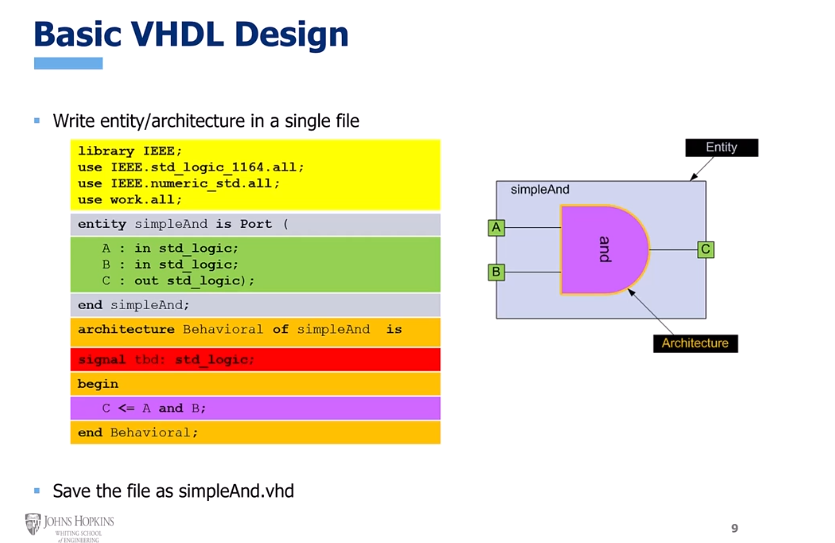 Basic VHDL Design
Write entity/architecture in a single file
library IEEE;
use IEEE.std_logic_1164.all;
use IEEE.numeric_std.all;
use work.all;
entity simpleAnd is Port (
A : in std_logic;
B : in std_logic;
C : out std_logic);
end simpleAnd;
architecture Behavioral of simpleAnd is
signal tbd: std_logic;
begin
C <= A and B;
end Behavioral;
Entity
simpleAnd
A
and
C
B
Architecture
Save the file as simpleAnd.vhd
JOHNS HOPKINS
WHITING SCHOOL
of ENGINEERING
9